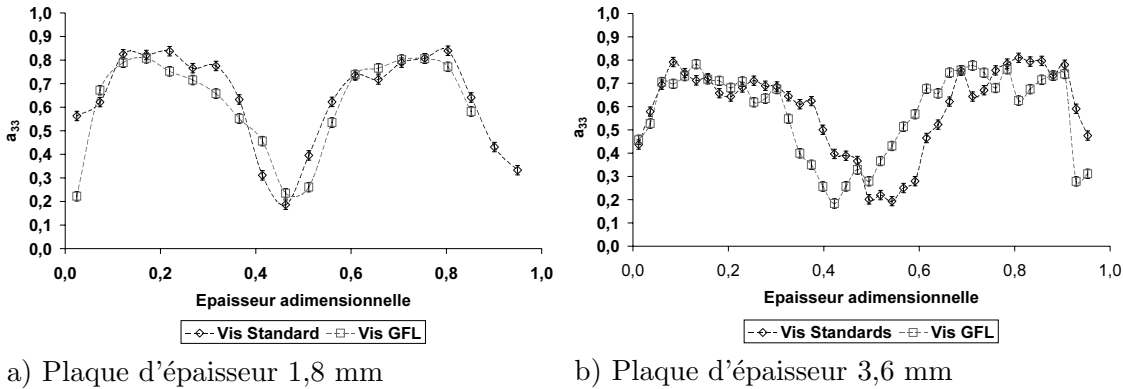 1,0
0,9
0,8
0,7
0,6
0,5
0,4
0,3
0,2
0,1
0,0
a33
0,0 0,2 0,4 0,6 0,8 1,0
Epaisseur adimensionnelle
Vis Standard Vis GFL
a) Plaque d'épaisseur 1,8 mm
1,0
0,9
0,8
0,7
0,6
0,5
0,4
0,3
0,2
0,1
0,0
a33
0,0 0,2 0,4 0,6 0,8 1,0
Epaisseur adimensionnelle
Vis Standards Vis GFL
b) Plaque d'épaisseur 3,6 mm